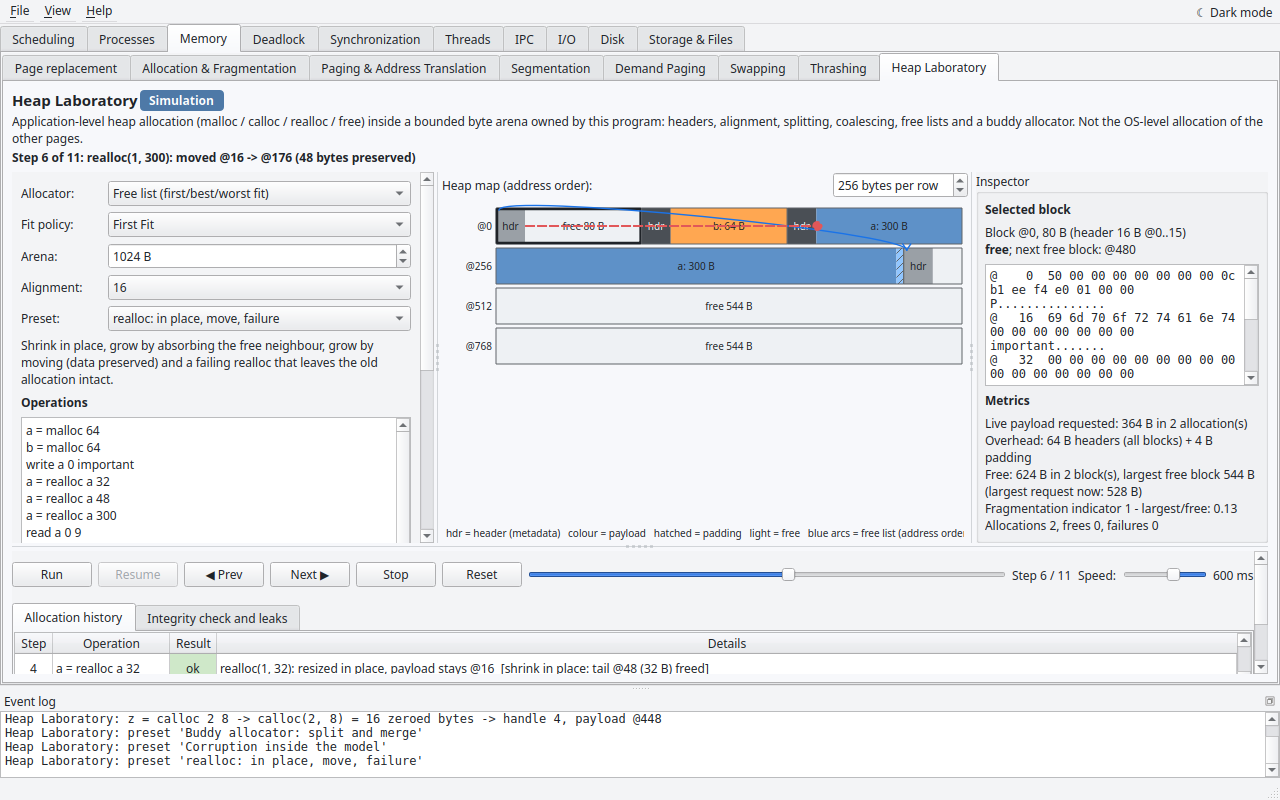 File View Help
☾ Dark mode
Scheduling Processes Memory Deadlock Synchronization Threads IPC I/O Disk Storage & Files
Page replacement Allocation & Fragmentation Paging & Address Translation Segmentation Demand Paging Swapping Thrashing Heap Laboratory
Heap Laboratory Simulation
Application-level heap allocation (malloc / calloc / realloc / free) inside a bounded byte arena owned by this program: headers, alignment, splitting, coalescing, free lists and a buddy allocator. Not the OS-level allocation of the
other pages.
Step 6 of 11: realloc(1, 300): moved @16 -> @176 (48 bytes preserved)
Allocator: Free list (first/best/worst fit)
Fit policy: First Fit
Arena: 1024 B
Alignment: 16
Preset: realloc: in place, move, failure
Shrink in place, grow by absorbing the free neighbour, grow by
moving (data preserved) and a failing realloc that leaves the old
allocation intact.
Operations
a = malloc 64
b = malloc 64
write a 0 important
a = realloc a 32
a = realloc a 48
a = realloc a 300
read a 0 9
Heap map (address order): 256 bytes per row
@0 hdr free 80 B hdr b: 64 B hdr a: 300 B
@256 a: 300 B hdr
@512 free 544 B
@768 free 544 B
hdr = header (metadata) colour = payload hatched = padding light = free blue arcs = free list (address order
Inspector
Selected block
Block @0, 80 B (header 16 B @0..15)
free; next free block: @480
@    0  50 00 00 00 00 00 00 00 0c
b1 ee f4 e0 01 00 00
P...............
@   16  69 6d 70 6f 72 74 61 6e 74
00 00 00 00 00 00 00
important.......
@   32  00 00 00 00 00 00 00 00 00
00 00 00 00 00 00 00
Metrics
Live payload requested: 364 B in 2 allocation(s)
Overhead: 64 B headers (all blocks) + 4 B
padding
Free: 624 B in 2 block(s), largest free block 544 B
(largest request now: 528 B)
Fragmentation indicator 1 - largest/free: 0.13
Allocations 2, frees 0, failures 0
Run Resume ◀ Prev Next ▶ Stop Reset Step 6 / 11 Speed: 600 ms
Allocation history Integrity check and leaks
Step Operation Result Details
4 a = realloc a 32 ok realloc(1, 32): resized in place, payload stays @16 [shrink in place: tail @48 (32 B) freed]
Event log
Heap Laboratory: z = calloc 2 8 -> calloc(2, 8) = 16 zeroed bytes -> handle 4, payload @448
Heap Laboratory: preset 'Buddy allocator: split and merge'
Heap Laboratory: preset 'Corruption inside the model'
Heap Laboratory: preset 'realloc: in place, move, failure'